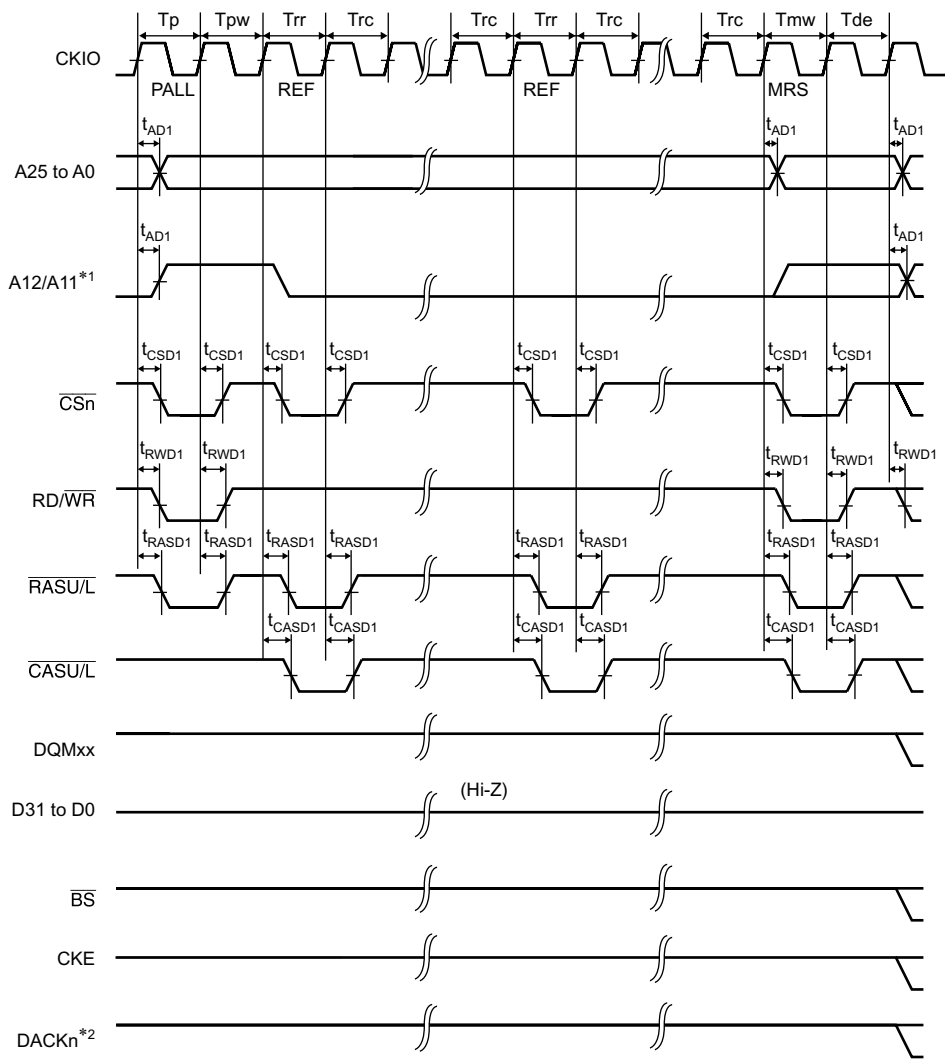 Tp Tpw Trr Trc Trc Trr Trc Trc Tmw Tde
CKIO
PALL REF REF MRS
tAD1 tAD1 tAD1
A25 to A0
tAD1 tAD1
A12/A11*1
tCSD1 tCSD1 tCSD1 tCSD1 tCSD1 tCSD1 tCSD1 tCSD1
CSn
tRWD1 tRWD1 tRWD1 tRWD1 tRWD1
RD/WR
tRASD1 tRASD1 tRASD1 tRASD1 tRASD1 tRASD1 tRASD1 tRASD1
RASU/L
tCASD1 tCASD1 tCASD1 tCASD1 tCASD1 tCASD1
CASU/L
DQMxx
(Hi-Z)
D31 to D0
BS
CKE
DACKn*2